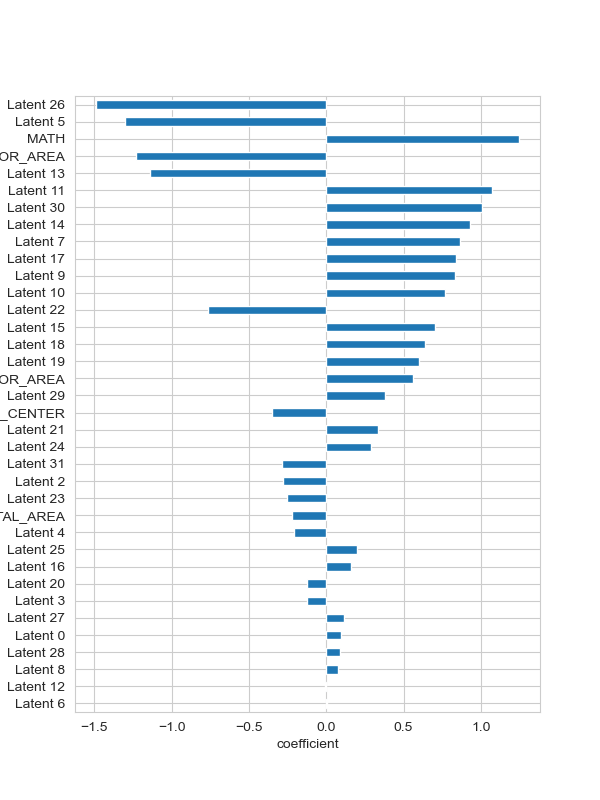 Latent 26
Latent 5
MATH
OR_AREA
Latent 13
Latent 11
Latent 30
Latent 14
Latent 7
Latent 17
Latent 9
Latent 10
Latent 22
Latent 15
Latent 18
Latent 19
OR_AREA
Latent 29
_CENTER
Latent 21
Latent 24
Latent 31
Latent 2
Latent 23
TAL_AREA
Latent 4
Latent 25
Latent 16
Latent 20
Latent 3
Latent 27
Latent 0
Latent 28
Latent 8
Latent 12
Latent 6
−1.5 −1.0 −0.5 0.0 0.5 1.0
coefficient